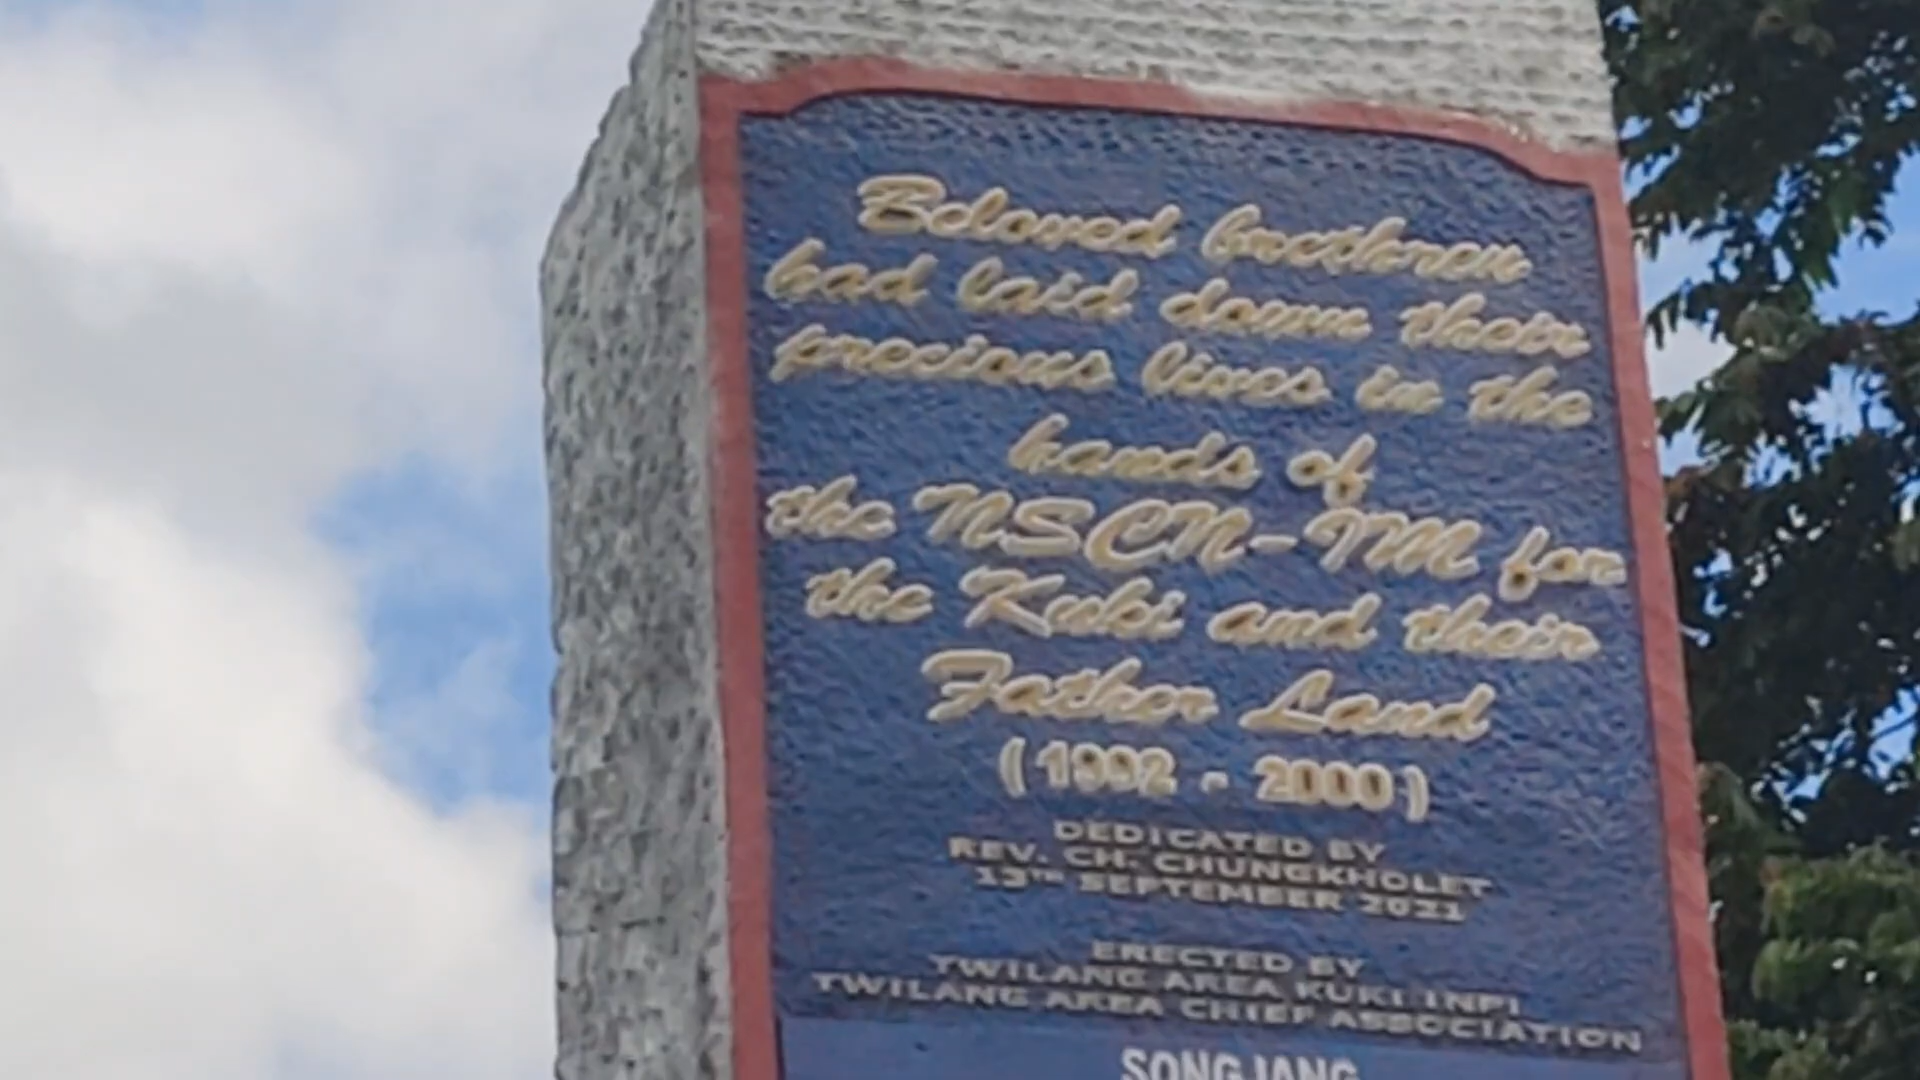 Beloved brethren
had laid down their
precious lives in the
hands of
the NSCN-IM for
the Kuki and their
Father Land
(1992 - 2000)
DEDICATED BY
REV. CH. CHUNGKHOLET
13TH SEPTEMBER 2021
ERECTED BY
TWILANG AREA KUKI INPI
TWILANG AREA CHIEF ASSOCIATION
SONGJANG